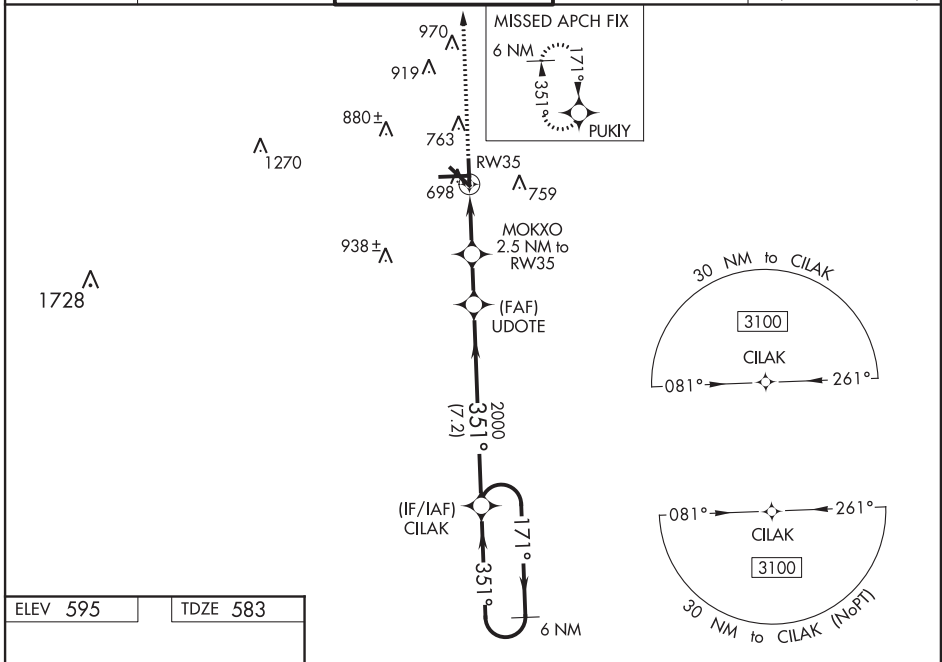 MISSED APCH FIX
6 NM
171°
351°
PUKIY
970
919
880±
763
1270
RW35
698
759
MOKXO
2.5 NM to
RW35
938±
1728
(FAF)
UDOTE
2000
351°
(7.2)
(IF/IAF)
CILAK
171°
351°
6 NM
30 NM to CILAK
3100
CILAK
081°
261°
081°
261°
CILAK
3100
30 NM to CILAK (NoPT)
ELEV 595
TDZE 583